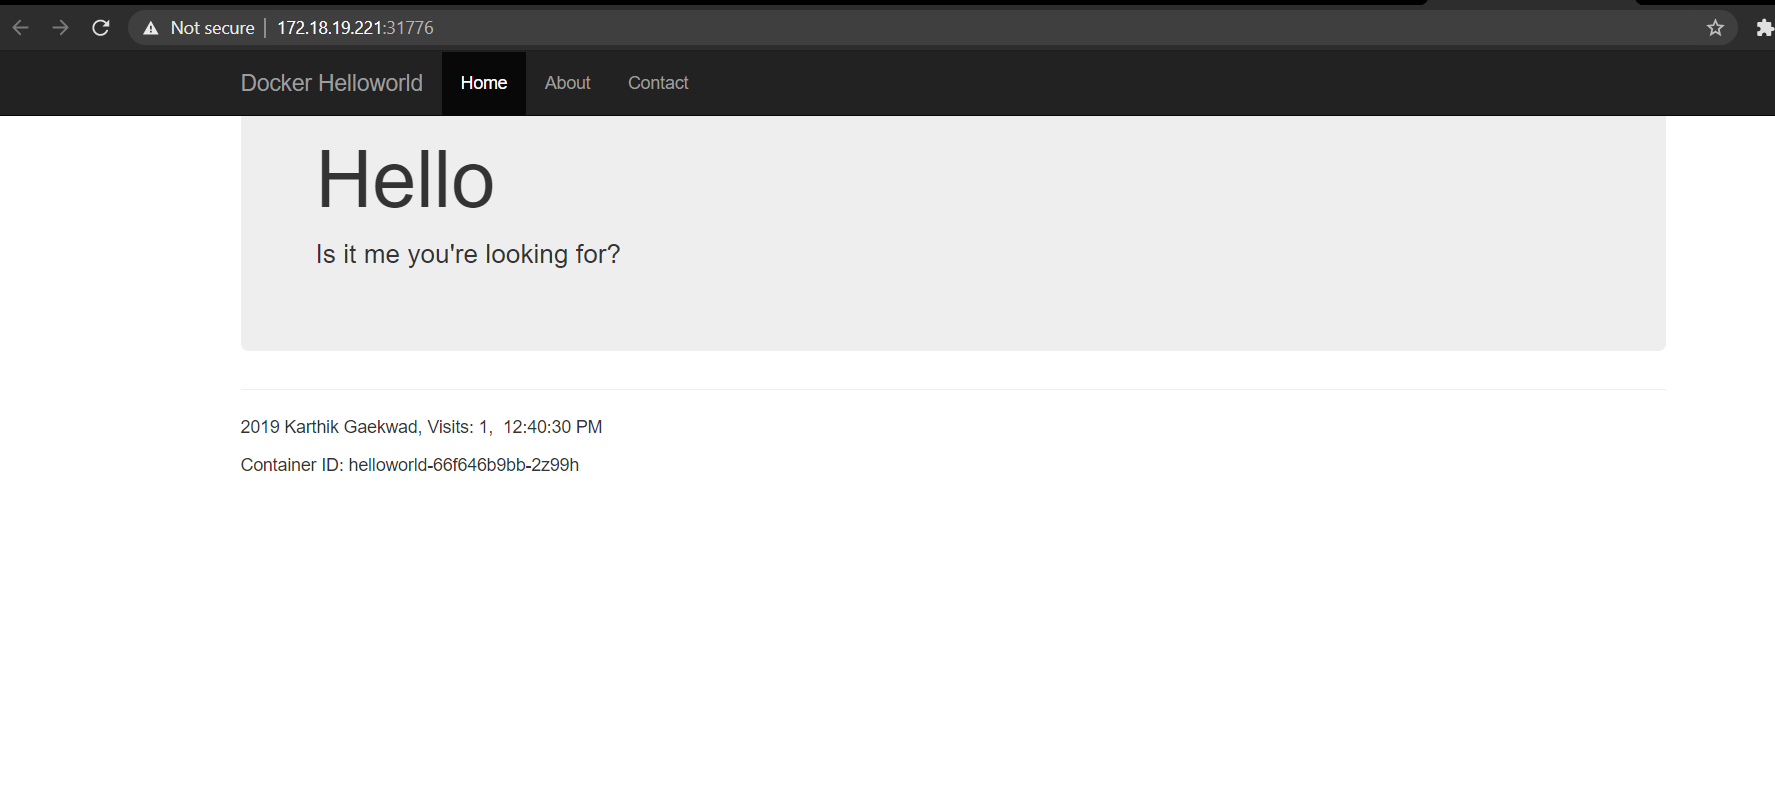 Not secure | 172.18.19.221:31776
Docker Helloworld Home About Contact
Hello
Is it me you're looking for?
2019 Karthik Gaekwad, Visits: 1, 12:40:30 PM
Container ID: helloworld-66f646b9bb-2z99h